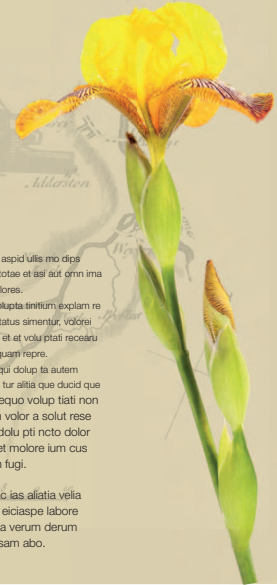 Adderston
aspid ullis mo dips
totae et asi aut omn ima
lores.
olupta tinitium explam re
tatus simentur, volorei
et et volu ptati recearu
quam repre.
qui dolup ta autem
tur alitia que ducid que
equo volup tiati non
volor a solut rese
dolu pti ncto dolor
et molore ium cus
fugi.
ias aliatia velia
eiciaspe labore
a verum derum
sam abo.